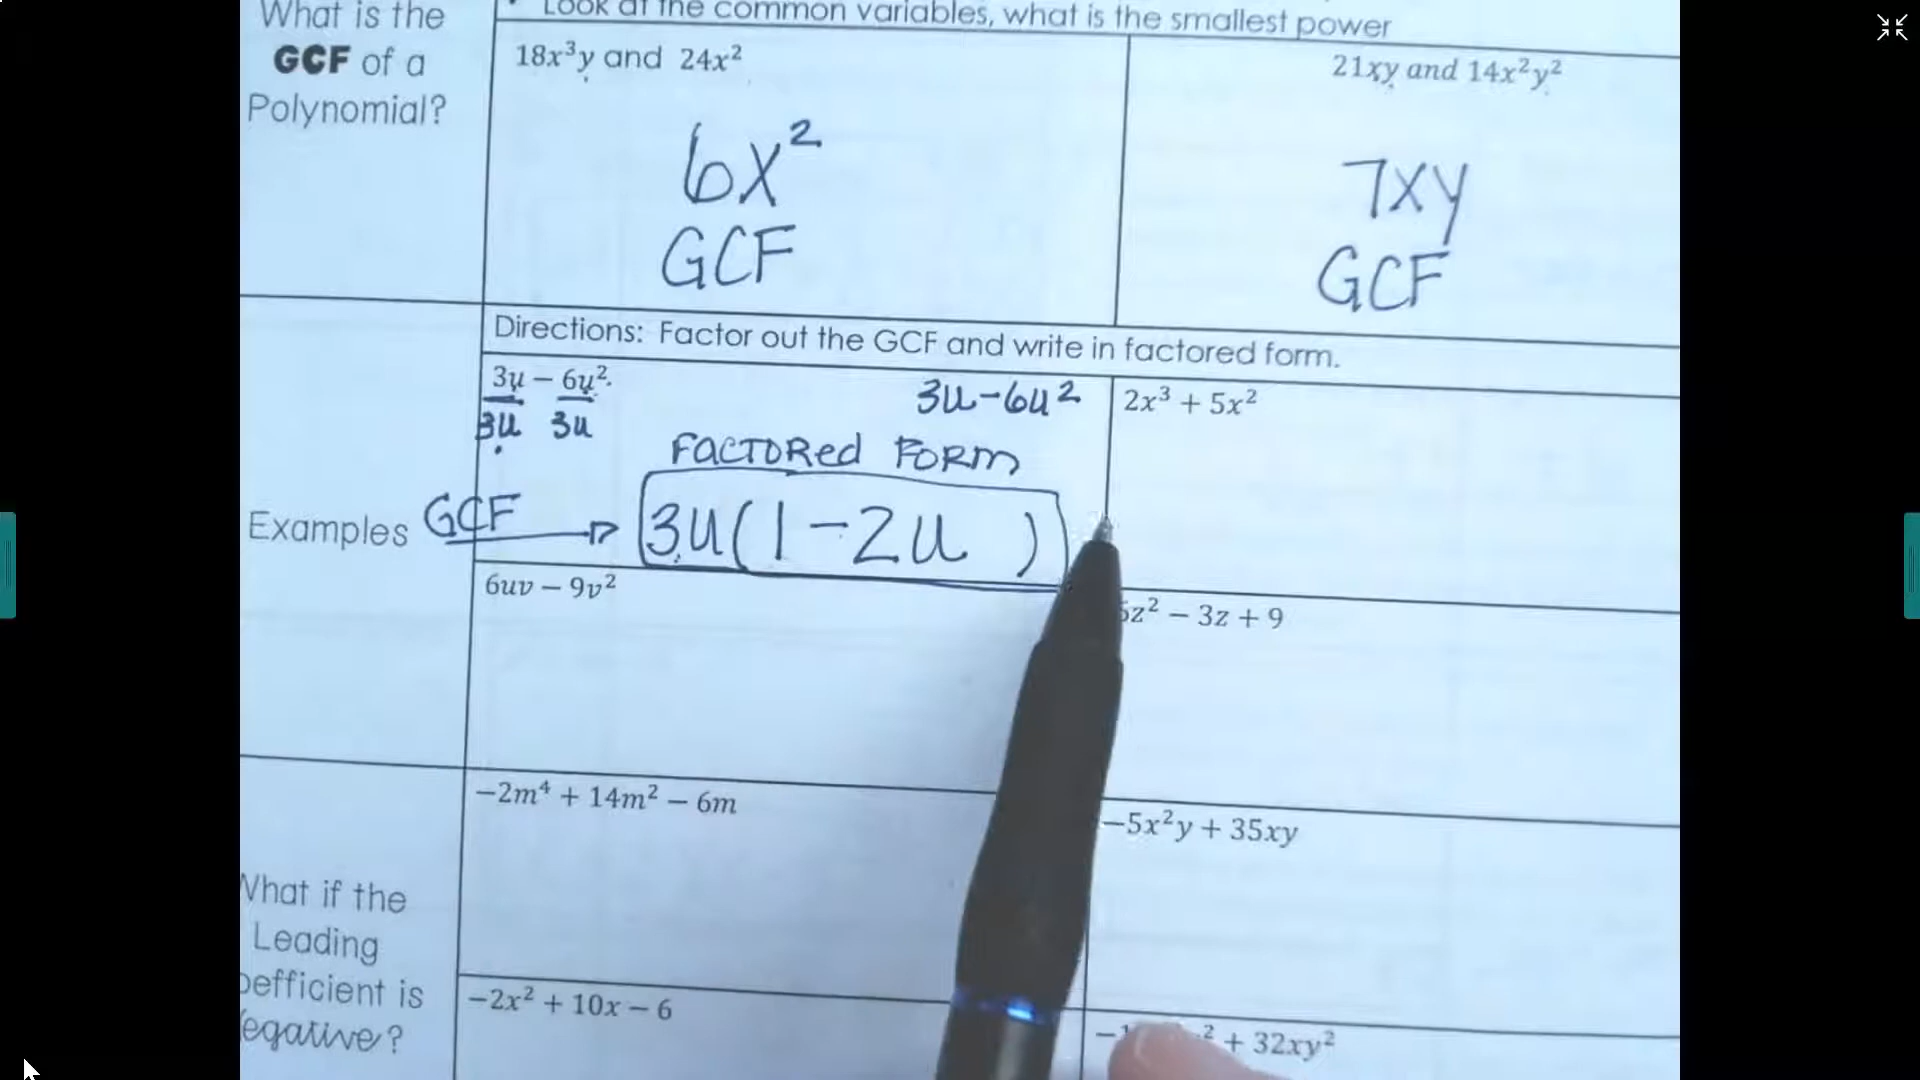 What is the
GCF of a
Polynomial?
Look at the common variables, what is the smallest power
18x³y and 24x²
6x²
GCF
21xy and 14x²y²
7xy
GCF
Directions: Factor out the GCF and write in factored form.
Examples
3u – 6u²
3u 3u
3u-6u²
FACTORED FORM
GCF
3u(1-2u )
2x³ + 5x²
6uv – 9v²
z² – 3z + 9
What if the
Leading
oefficient is
egative?
−2m⁴ + 14m² − 6m
−5x²y + 35xy
−2x² + 10x − 6
+ 32xy²